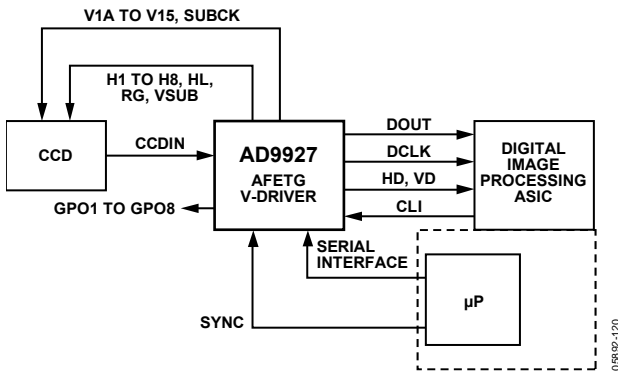 V1A TO V15, SUBCK
H1 TO H8, HL,
RG, VSUB
CCD
CCDIN
AD9927
AFETG
V-DRIVER
DOUT
DCLK
HD, VD
CLI
DIGITAL
IMAGE
PROCESSING
ASIC
GPO1 TO GPO8
SERIAL
INTERFACE
µP
SYNC
05892-120